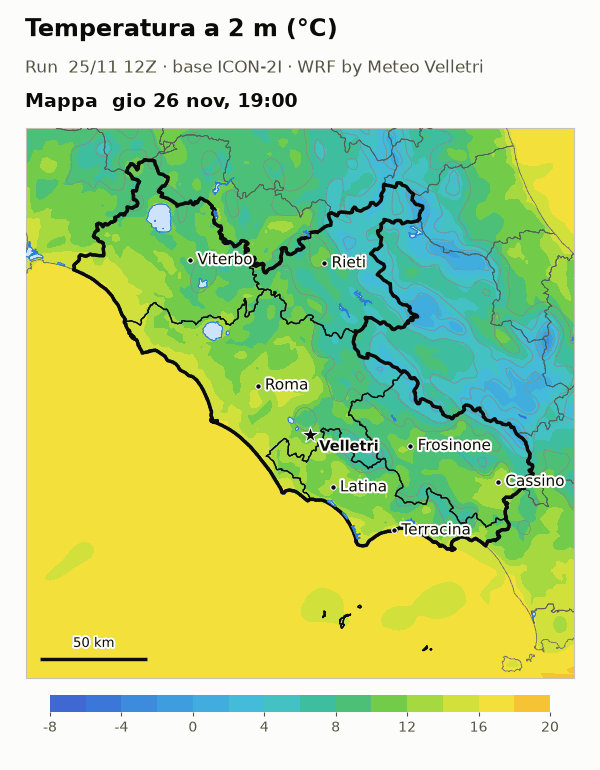 Temperatura a 2 m (°C)
Run  25/11 12Z · base ICON-2I · WRF by Meteo Velletri
Mappa  gio 26 nov, 19:00
Viterbo
Rieti
Roma
Velletri
Frosinone
Latina
Cassino
Terracina
50 km
-8 -4 0 4 8 12 16 20